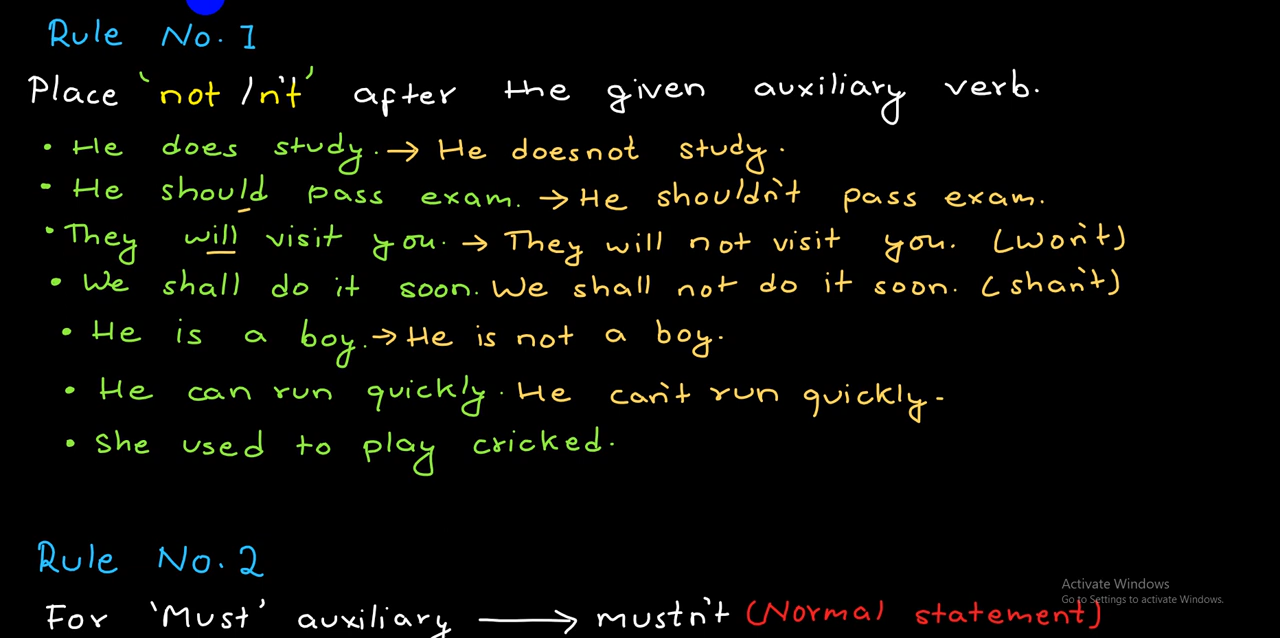 Rule No. 1
Place 'not /n't' after the given auxiliary verb.
• He does study. → He doesnot study.
• He should pass exam. → He shouldn't pass exam.
• They will visit you. → They will not visit you. (won't)
• We shall do it soon. We shall not do it soon. (shan't)
• He is a boy. → He is not a boy.
• He can run quickly. He can't run quickly.
• She used to play cricked.
Rule No. 2
Activate Windows
Go to Settings to activate Windows.
For 'Must' auxiliary → mustn't (Normal statement)